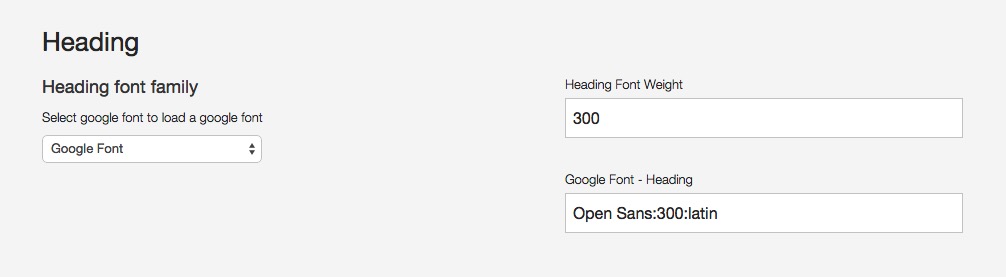 Heading
Heading font family
Select google font to load a google font
Google Font
Heading Font Weight
300
Google Font - Heading
Open Sans:300:latin